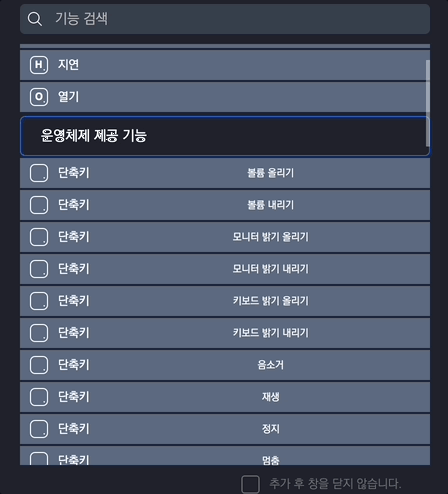 기능 검색
H 지연
O 열기
운영체제 제공 기능
단축키 볼륨 올리기
단축키 볼륨 내리기
단축키 모니터 밝기 올리기
단축키 모니터 밝기 내리기
단축키 키보드 밝기 올리기
단축키 키보드 밝기 내리기
단축키 음소거
단축키 재생
단축키 정지
단축키 멈춤
추가 후 창을 닫지 않습니다.